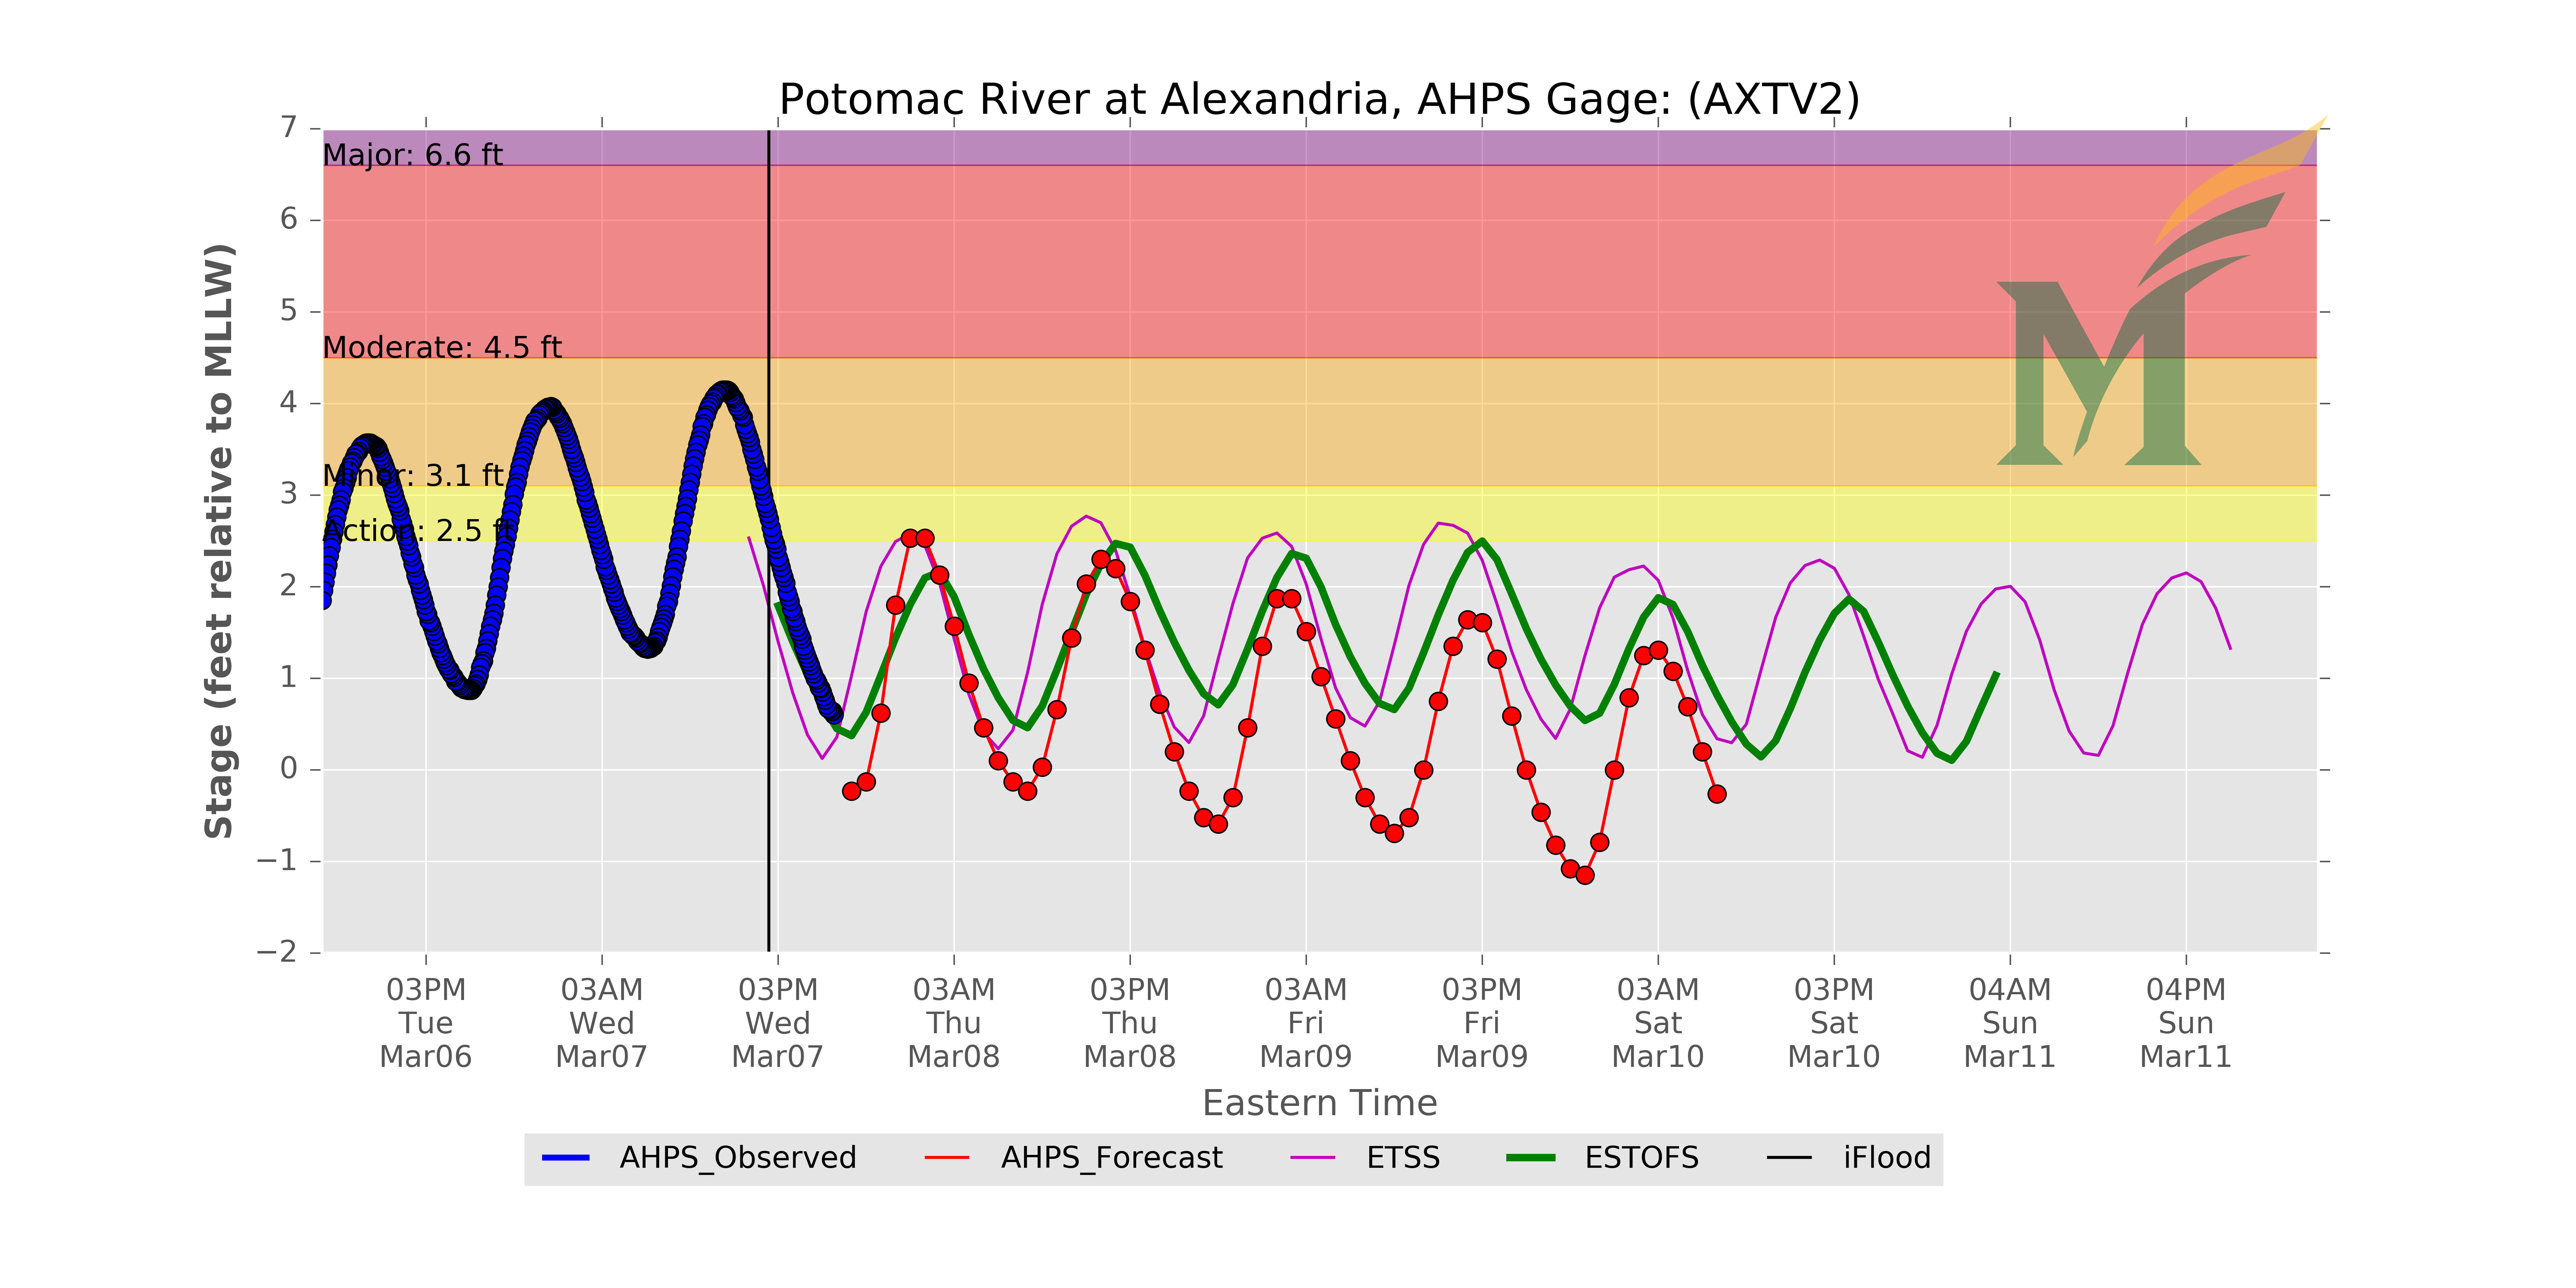 Potomac River at Alexandria, AHPS Gage: (AXTV2)
7
6
5
4
3
2
1
0
−1
−2
Stage (feet relative to MLLW)
Major: 6.6 ft
Moderate: 4.5 ft
Minor: 3.1 ft
Action: 2.5 ft
M
03PM
Tue
Mar06
03AM
Wed
Mar07
03PM
Wed
Mar07
03AM
Thu
Mar08
03PM
Thu
Mar08
03AM
Fri
Mar09
03PM
Fri
Mar09
03AM
Sat
Mar10
03PM
Sat
Mar10
04AM
Sun
Mar11
04PM
Sun
Mar11
Eastern Time
AHPS_Observed AHPS_Forecast ETSS ESTOFS iFlood